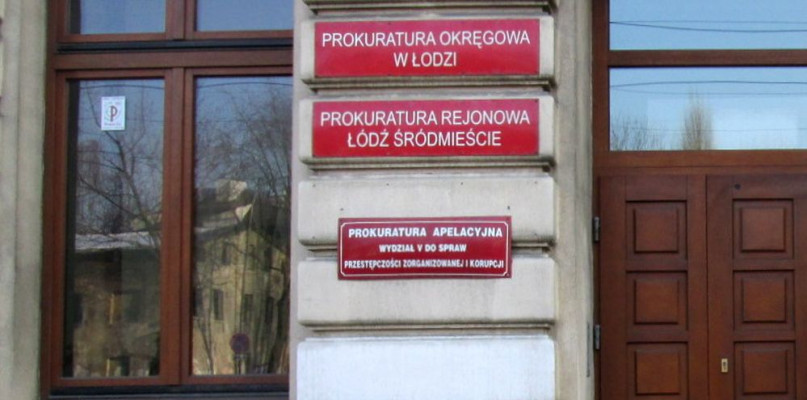 PROKURATURA OKRĘGOWA
W ŁODZI
PROKURATURA REJONOWA
ŁÓDŹ ŚRÓDMIEŚCIE
PROKURATURA APELACYJNA
WYDZIAŁ V DO SPRAW
PRZESTĘPCZOŚCI ZORGANIZOWANEJ I KORUPCJI
P